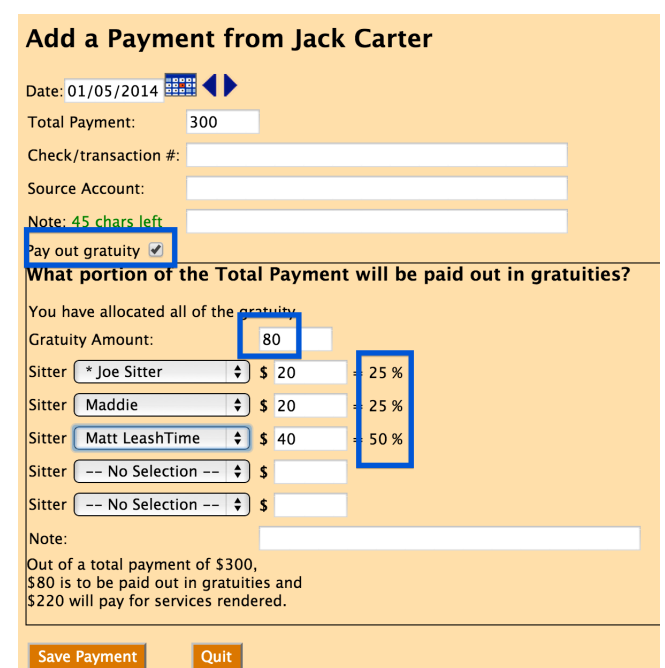 Add a Payment from Jack Carter
Date: 01/05/2014
Total Payment: 300
Check/transaction #:
Source Account:
Note: 45 chars left
Pay out gratuity
What portion of the Total Payment will be paid out in gratuities?
You have allocated all of the gratuity
Gratuity Amount: 80
Sitter * Joe Sitter $ 20 = 25 %
Sitter Maddie $ 20 = 25 %
Sitter Matt LeashTime $ 40 = 50 %
Sitter -- No Selection -- $
Sitter -- No Selection -- $
Note:
Out of a total payment of $300,
$80 is to be paid out in gratuities and
$220 will pay for services rendered.
Save Payment Quit